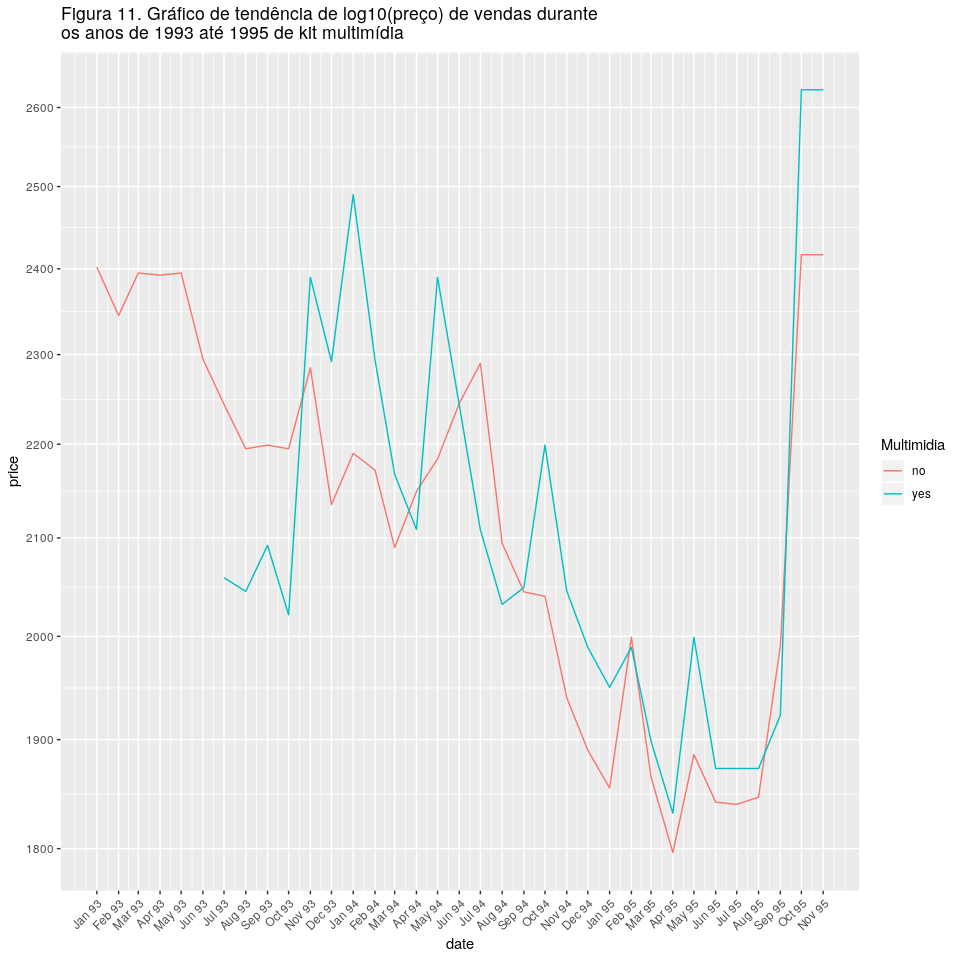 Figura 11. Gráfico de tendência de log10(preço) de vendas durante
os anos de 1993 até 1995 de kit multimídia
2600
2500
2400
2300
2200
2100
2000
1900
1800
price
Jan 93
Feb 93
Mar 93
Apr 93
May 93
Jun 93
Jul 93
Aug 93
Sep 93
Oct 93
Nov 93
Dec 93
Jan 94
Feb 94
Mar 94
Apr 94
May 94
Jun 94
Jul 94
Aug 94
Sep 94
Oct 94
Nov 94
Dec 94
Jan 95
Feb 95
Mar 95
Apr 95
May 95
Jun 95
Jul 95
Aug 95
Sep 95
Oct 95
Nov 95
date
Multimidia
no
yes